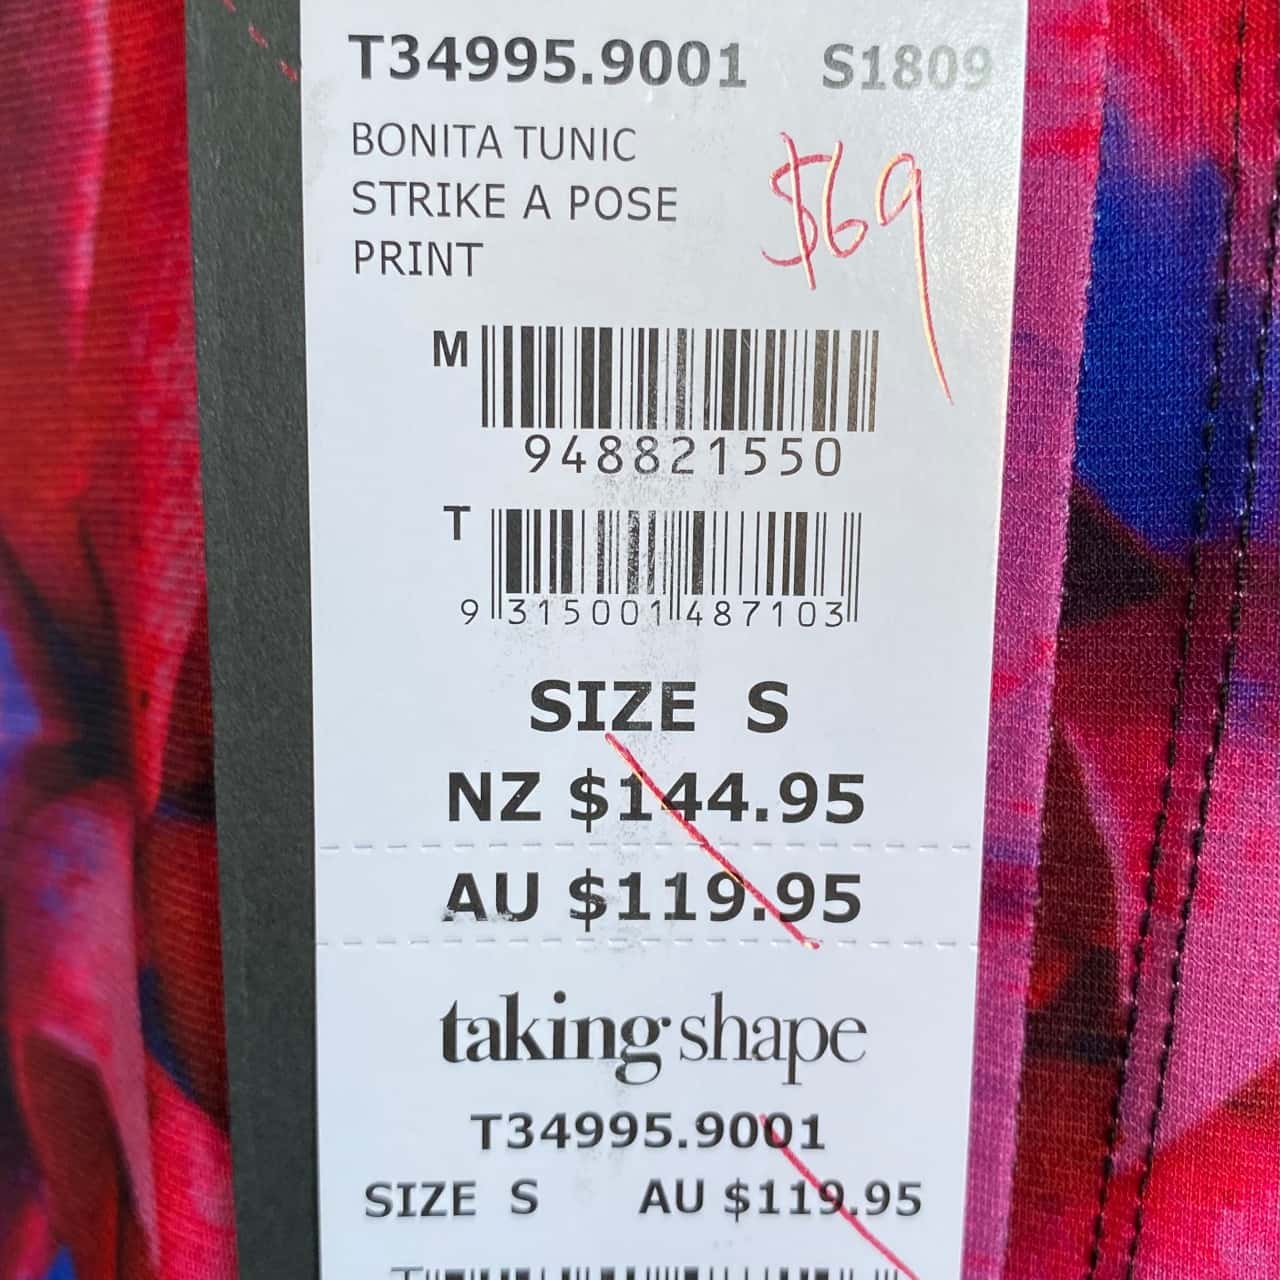 T34995.9001 S1809
BONITA TUNIC
STRIKE A POSE
PRINT
$69
M
948821550
T
9 315001 487103
SIZE S
NZ $144.95
AU $119.95
taking shape
T34995.9001
SIZE S AU $119.95
T